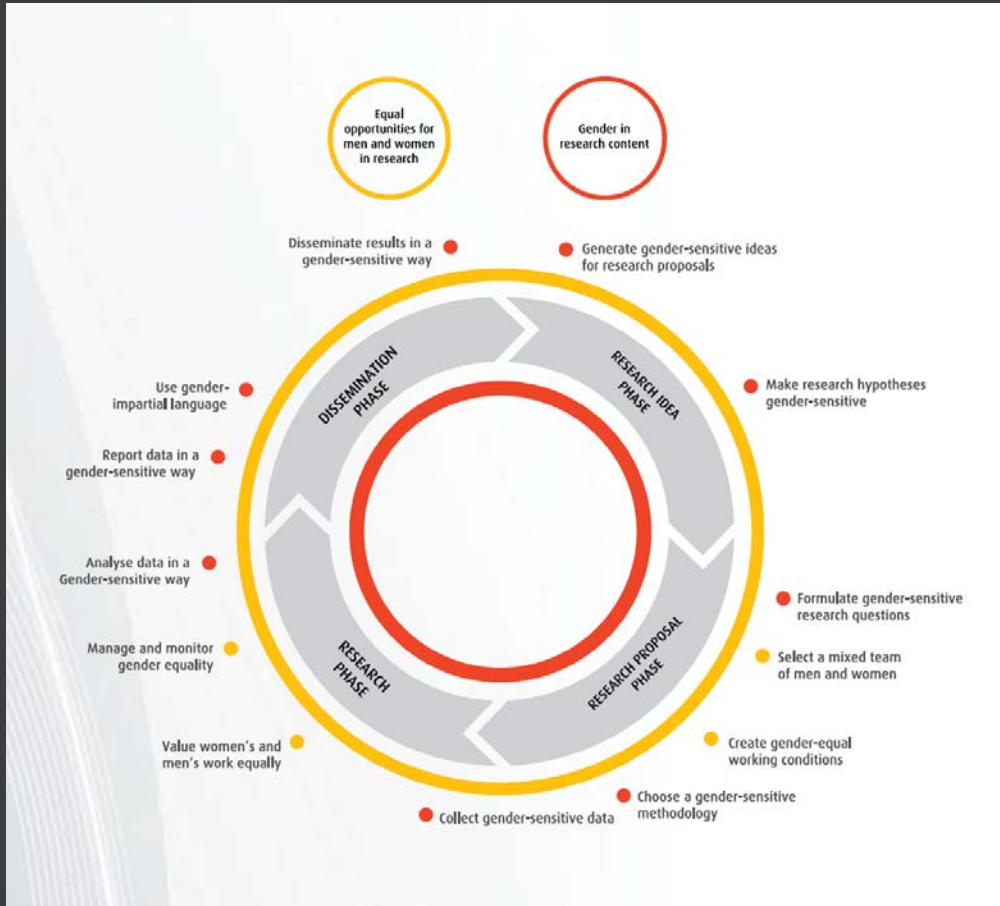 Equal
opportunities for
men and women
in research
Gender in
research content
Disseminate results in a
gender-sensitive way
Generate gender-sensitive ideas
for research proposals
DISSEMINATION
PHASE
RESEARCH IDEA
PHASE
Use gender-
impartial language
Make research hypotheses
gender-sensitive
Report data in a
gender-sensitive way
Analyse data in a
Gender-sensitive way
Formulate gender-sensitive
research questions
Manage and monitor
gender equality
Select a mixed team
of men and women
RESEARCH
PHASE
RESEARCH PROPOSAL
PHASE
Value women's and
men's work equally
Create gender-equal
working conditions
Choose a gender-sensitive
methodology
Collect gender-sensitive data